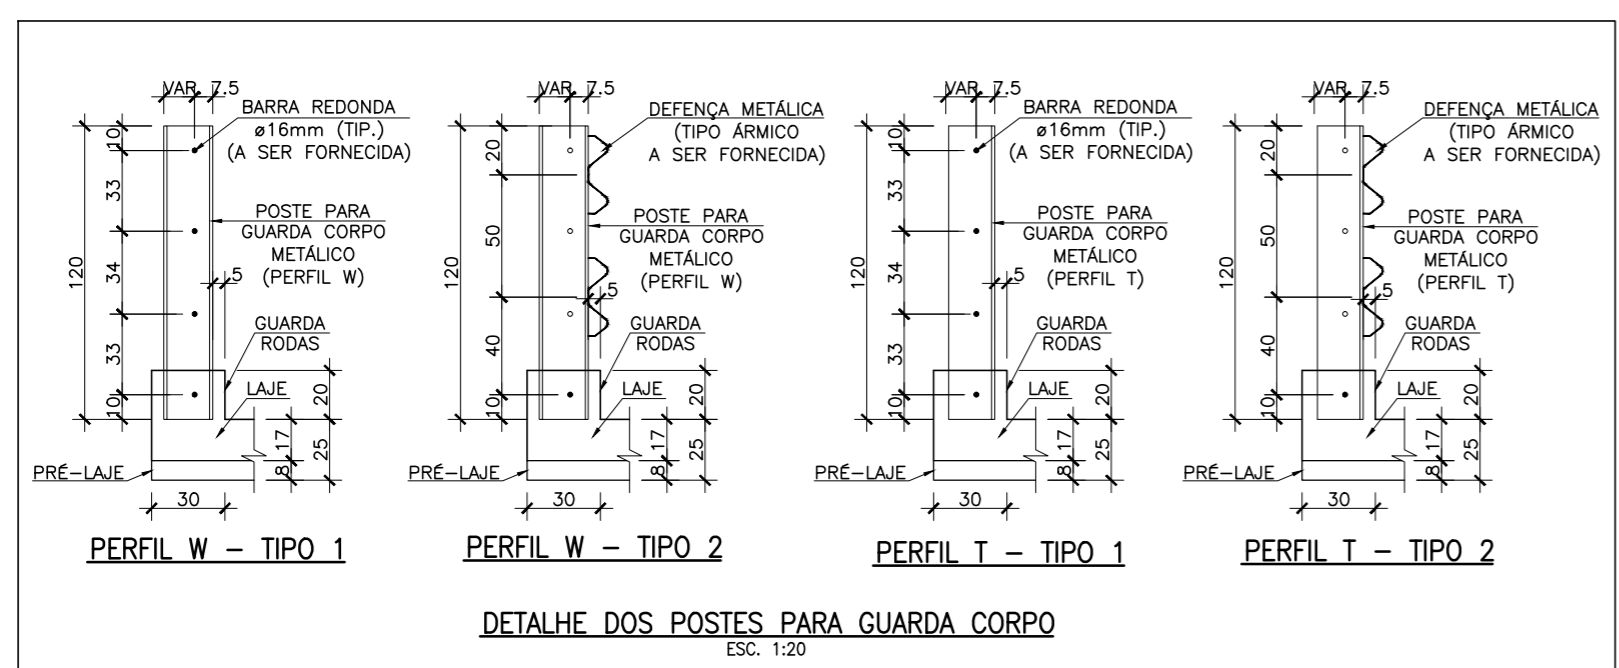 VAR 7.5
BARRA REDONDA
ø16mm (TIP.)
(A SER FORNECIDA)
10
33
34
33
10
120
POSTE PARA
GUARDA CORPO
METÁLICO
(PERFIL W)
5
GUARDA
RODAS
LAJE
20
17
25
8
PRÉ-LAJE
30
PERFIL W - TIPO 1
VAR 7.5
DEFENÇA METÁLICA
(TIPO ÁRMICO
A SER FORNECIDA)
20
50
40
10
120
POSTE PARA
GUARDA CORPO
METÁLICO
(PERFIL W)
5
GUARDA
RODAS
LAJE
20
17
25
8
PRÉ-LAJE
30
PERFIL W - TIPO 2
VAR 7.5
BARRA REDONDA
ø16mm (TIP.)
(A SER FORNECIDA)
10
33
34
33
10
120
POSTE PARA
GUARDA CORPO
METÁLICO
(PERFIL T)
5
GUARDA
RODAS
LAJE
20
17
25
8
PRÉ-LAJE
30
PERFIL T - TIPO 1
VAR 7.5
DEFENÇA METÁLICA
(TIPO ÁRMICO
A SER FORNECIDA)
20
50
40
10
120
POSTE PARA
GUARDA CORPO
METÁLICO
(PERFIL T)
5
GUARDA
RODAS
LAJE
20
17
25
8
PRÉ-LAJE
30
PERFIL T - TIPO 2
DETALHE DOS POSTES PARA GUARDA CORPO
ESC. 1:20